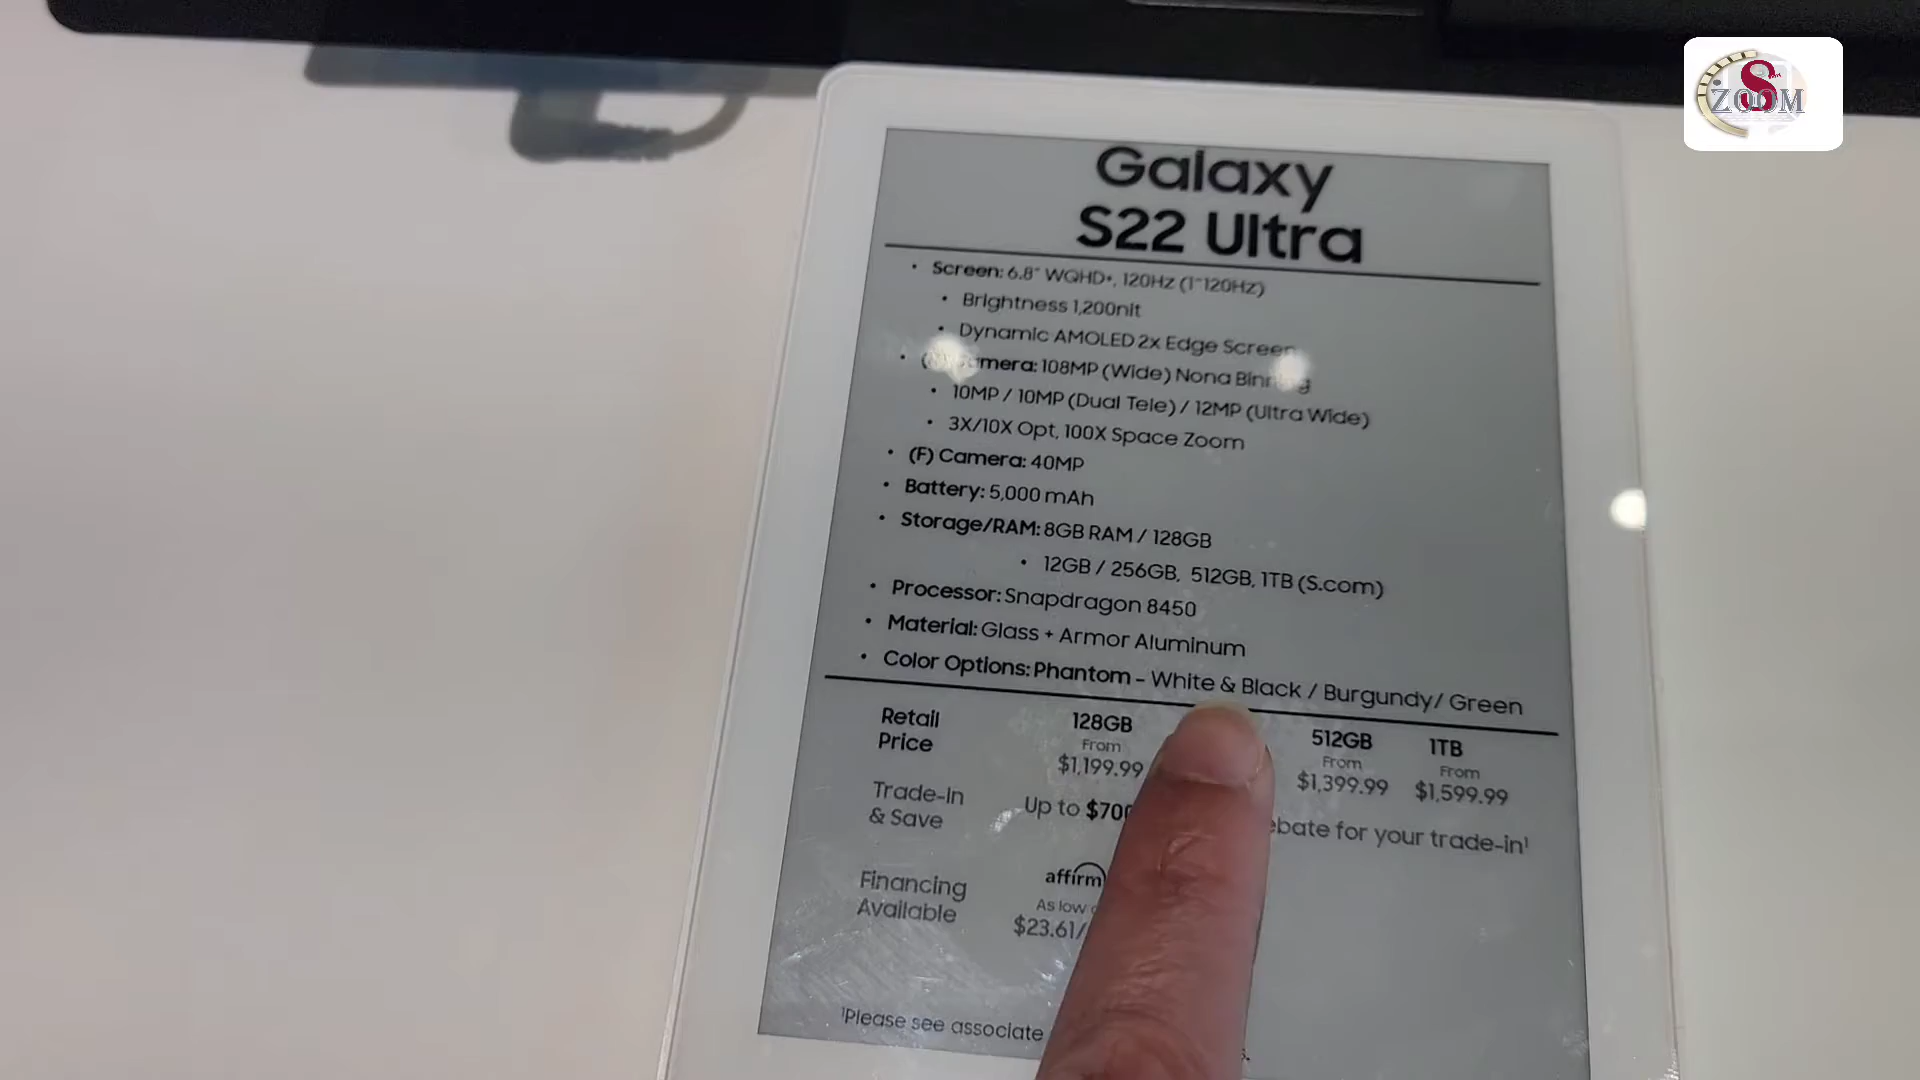 S
ZOOM
Galaxy
S22 Ultra
• Screen: 6.8" WQHD+, 120Hz (1~120Hz)
• Brightness 1,200nit
• Dynamic AMOLED 2x Edge Screen
• Camera: 108MP (Wide) Nona Binning
• 10MP / 10MP (Dual Tele) / 12MP (Ultra Wide)
• 3X/10X Opt, 100X Space Zoom
• (F) Camera: 40MP
• Battery: 5,000 mAh
• Storage/RAM: 8GB RAM / 128GB
• 12GB / 256GB, 512GB, 1TB (S.com)
• Processor: Snapdragon 8450
• Material: Glass + Armor Aluminum
• Color Options: Phantom - White & Black / Burgundy/ Green
Retail Price 128GB 512GB 1TB
From From From
$1,199.99 $1,399.99 $1,599.99
Trade-In & Save Up to $700 ebate for your trade-in¹
Financing Available affirm
As low
$23.61/
¹Please see associate